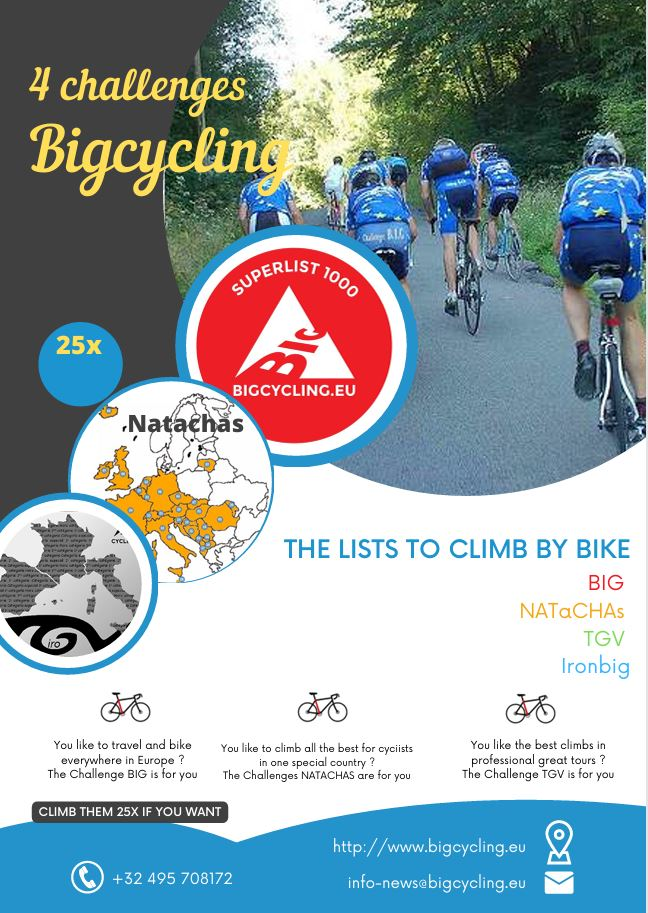 4 challenges
Bigcycling
Challenge B.I.G
SUPERLIST 1000
BIG
BIGCYCLING.EU
25x
Natachas
iro
THE LISTS TO CLIMB BY BIKE
BIG
NATaCHAs
TGV
Ironbig
You like to travel and bike
everywhere in Europe ?
The Challenge BIG is for you
You like to climb all the best for cyclists
in one special country ?
The Challenges NATACHAS are for you
You like the best climbs in
professional great tours ?
The Challenge TGV is for you
CLIMB THEM 25X IF YOU WANT
http://www.bigcycling.eu
+32 495 708172
info-news@bigcycling.eu